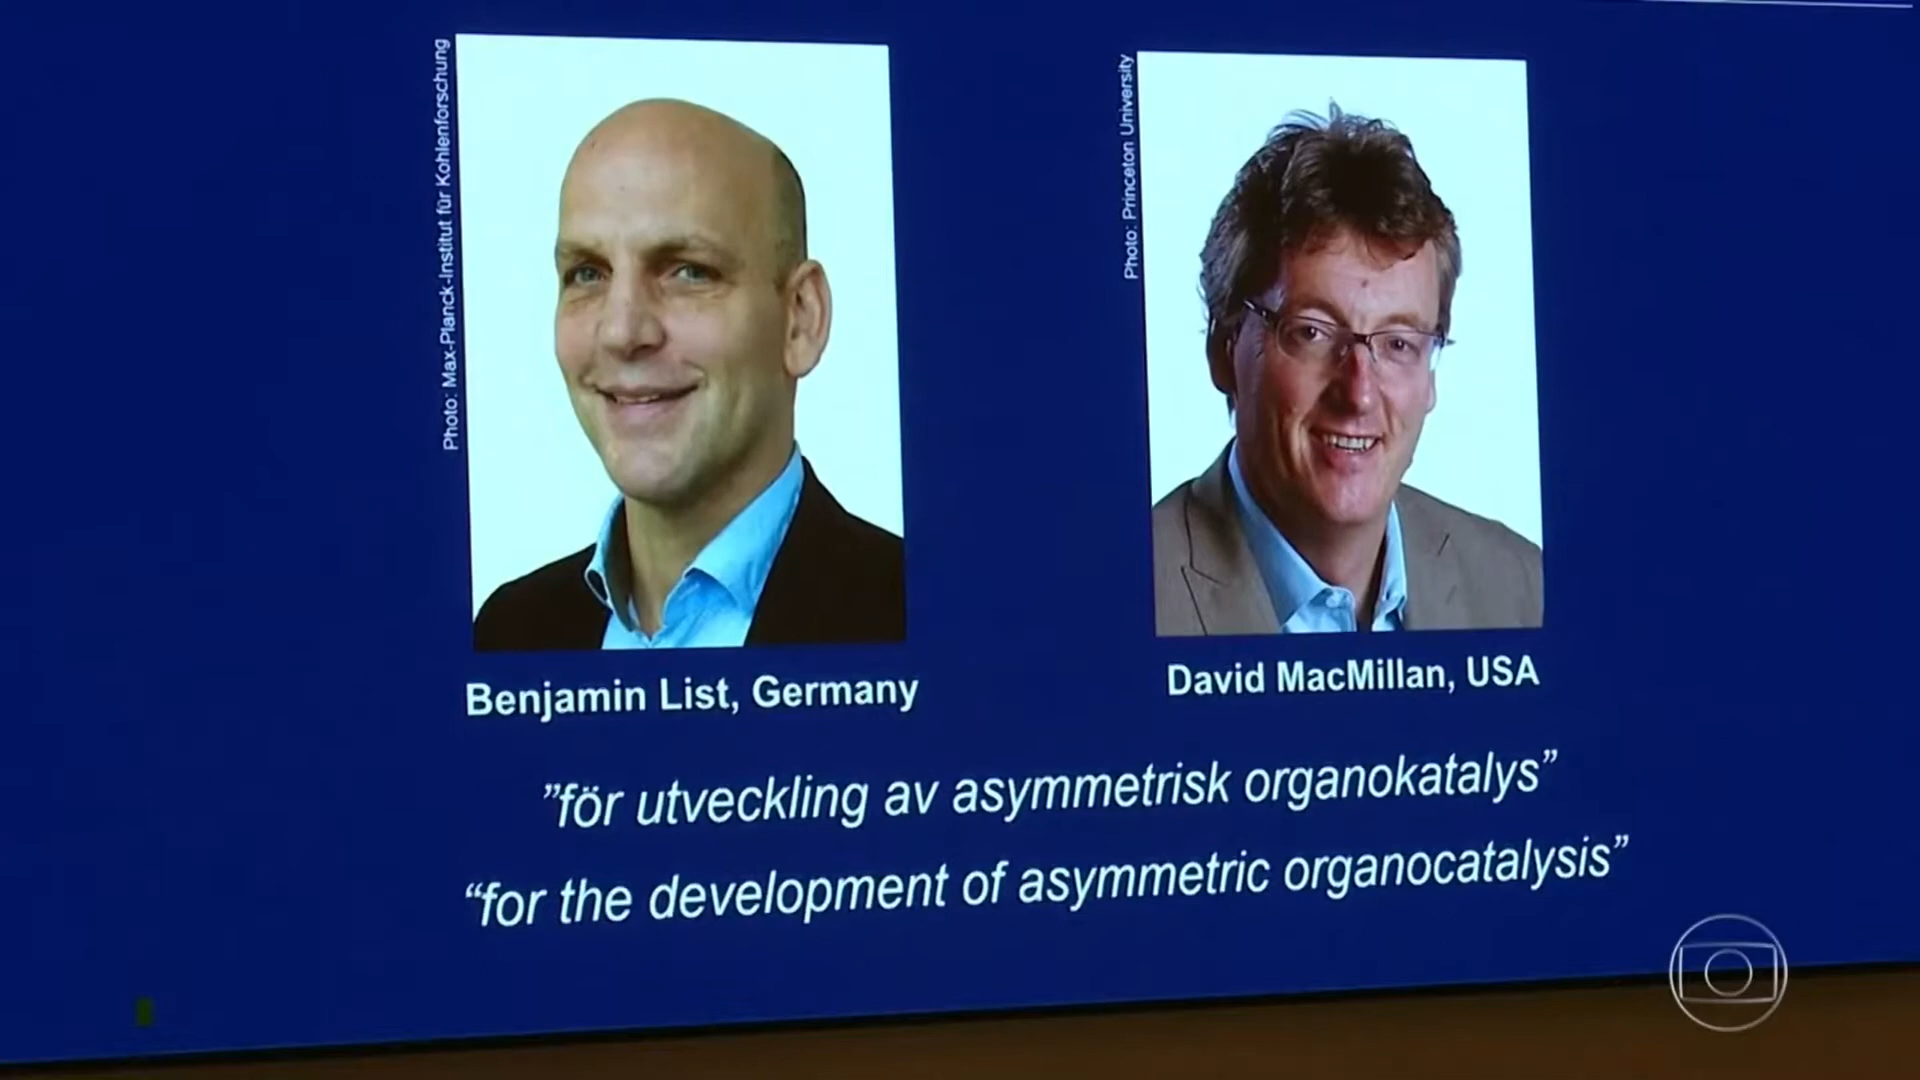 Photo: Max-Planck-Institut für Kohlenforschung
Photo: Princeton University
Benjamin List, Germany
David MacMillan, USA
”för utveckling av asymmetrisk organokatalys”
“for the development of asymmetric organocatalysis”